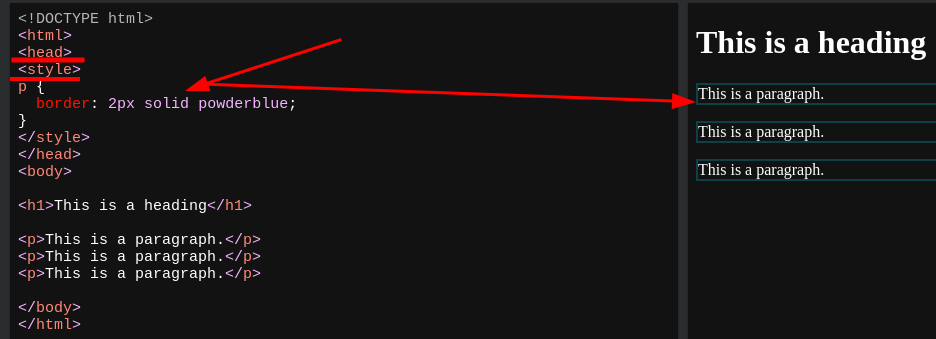 <!DOCTYPE html>
<html>
<head>
<style>
p {
  border: 2px solid powderblue;
}
</style>
</head>
<body>

<h1>This is a heading</h1>

<p>This is a paragraph.</p>
<p>This is a paragraph.</p>
<p>This is a paragraph.</p>

</body>
</html>
This is a heading
This is a paragraph.
This is a paragraph.
This is a paragraph.